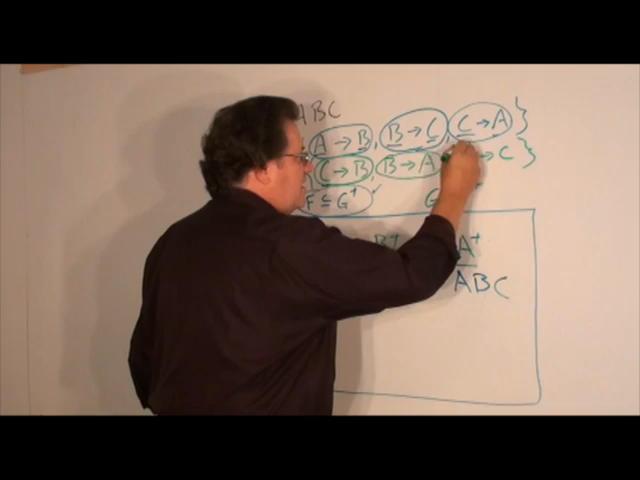 ABC
A → B, B → C, C → A }
C → B, B → A → C }
F ⊆ G⁺ ✓ G
B⁺ A⁺
ABC